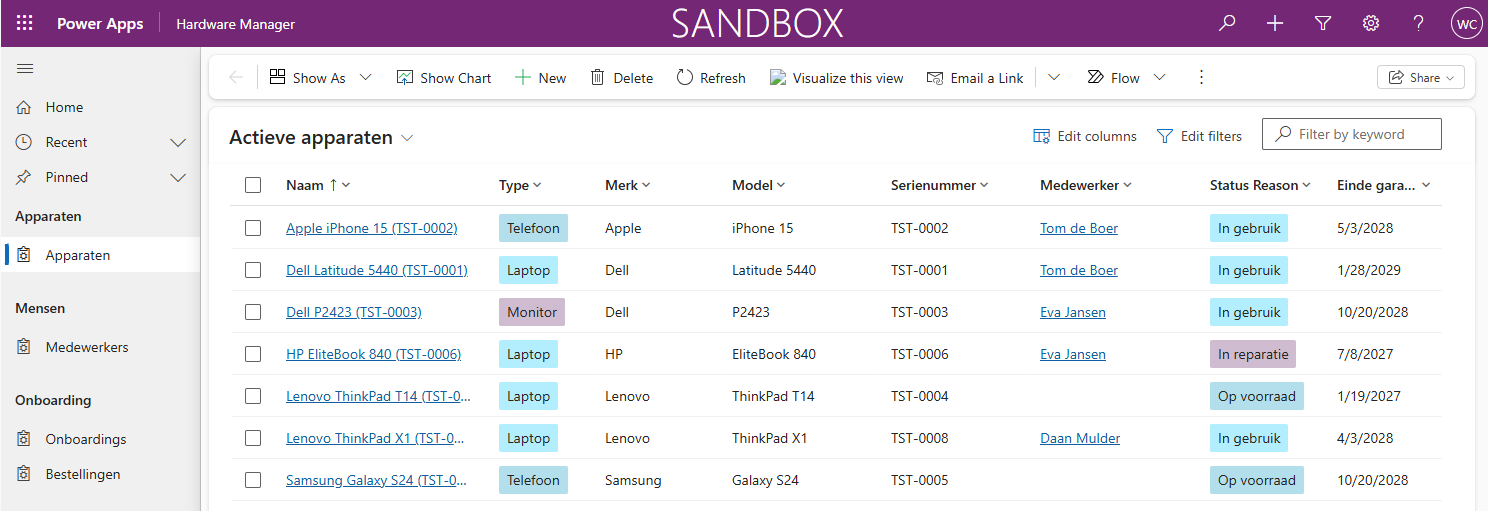 Power Apps Hardware Manager SANDBOX WC
Show As Show Chart New Delete Refresh Visualize this view Email a Link Flow Share
Home
Recent
Pinned
Apparaten
Apparaten
Mensen
Medewerkers
Onboarding
Onboardings
Bestellingen
Actieve apparaten Edit columns Edit filters Filter by keyword
Naam ↑ Type Merk Model Serienummer Medewerker Status Reason Einde gara...
Apple iPhone 15 (TST-0002) Telefoon Apple iPhone 15 TST-0002 Tom de Boer In gebruik 5/3/2028
Dell Latitude 5440 (TST-0001) Laptop Dell Latitude 5440 TST-0001 Tom de Boer In gebruik 1/28/2029
Dell P2423 (TST-0003) Monitor Dell P2423 TST-0003 Eva Jansen In gebruik 10/20/2028
HP EliteBook 840 (TST-0006) Laptop HP EliteBook 840 TST-0006 Eva Jansen In reparatie 7/8/2027
Lenovo ThinkPad T14 (TST-0... Laptop Lenovo ThinkPad T14 TST-0004 Op voorraad 1/19/2027
Lenovo ThinkPad X1 (TST-0... Laptop Lenovo ThinkPad X1 TST-0008 Daan Mulder In gebruik 4/3/2028
Samsung Galaxy S24 (TST-0... Telefoon Samsung Galaxy S24 TST-0005 Op voorraad 10/20/2028